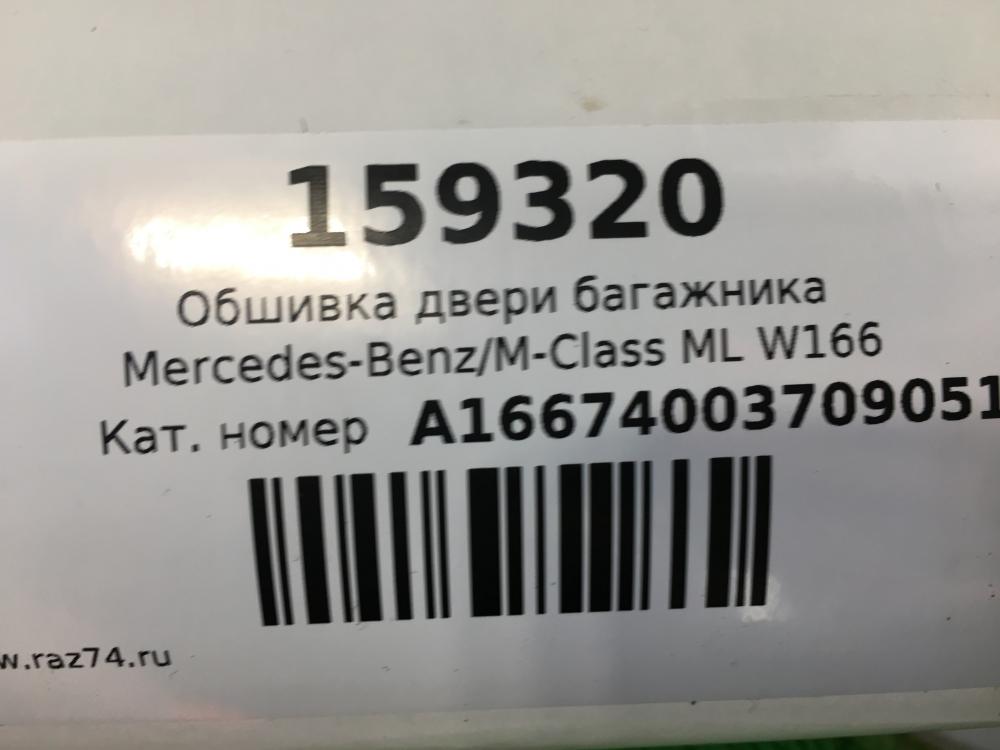 159320
Обшивка двери багажника
Mercedes-Benz/M-Class ML W166
Кат. номер A16674003709051
w.raz74.ru